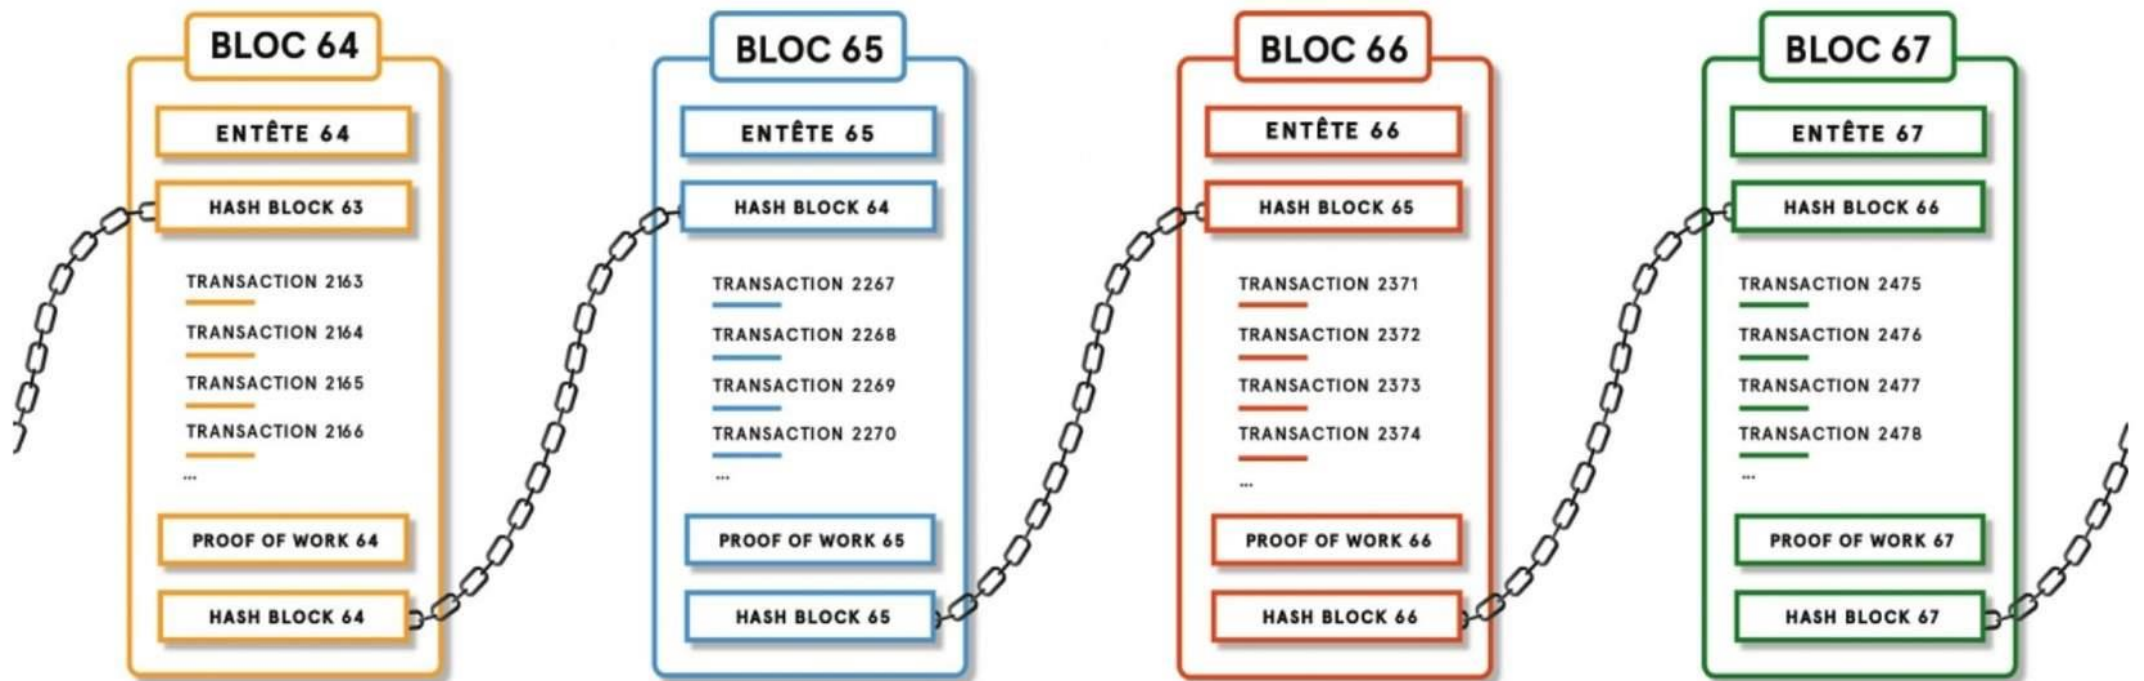 BLOC 64
ENTÊTE 64
HASH BLOCK 63
TRANSACTION 2163
TRANSACTION 2164
TRANSACTION 2165
TRANSACTION 2166
...
PROOF OF WORK 64
HASH BLOCK 64
BLOC 65
ENTÊTE 65
HASH BLOCK 64
TRANSACTION 2267
TRANSACTION 2268
TRANSACTION 2269
TRANSACTION 2270
...
PROOF OF WORK 65
HASH BLOCK 65
BLOC 66
ENTÊTE 66
HASH BLOCK 65
TRANSACTION 2371
TRANSACTION 2372
TRANSACTION 2373
TRANSACTION 2374
...
PROOF OF WORK 66
HASH BLOCK 66
BLOC 67
ENTÊTE 67
HASH BLOCK 66
TRANSACTION 2475
TRANSACTION 2476
TRANSACTION 2477
TRANSACTION 2478
...
PROOF OF WORK 67
HASH BLOCK 67